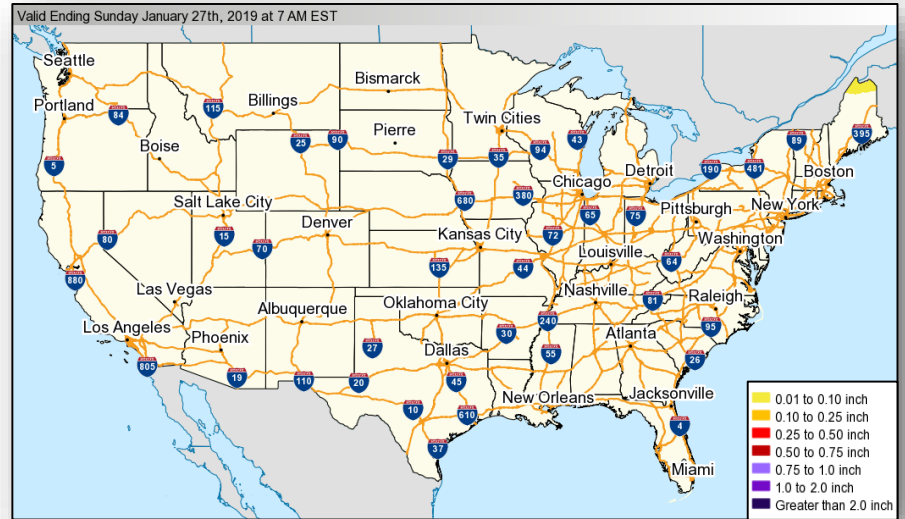 Valid Ending Sunday January 27th, 2019 at 7 AM EST
Seattle
Bismarck
Portland
115
Billings
Twin Cities
84
Pierre
395
Boise
25
90
94
43
89
5
29
35
190
481
Boston
Chicago
Detroit
Salt Lake City
680
380
65
75
Pittsburgh
New York
80
15
Denver
70
Kansas City
72
Washington
Louisville
64
880
135
44
Las Vegas
Nashville
81
Raleigh
Albuquerque
Oklahoma City
240
95
Los Angeles
Phoenix
30
Atlanta
27
Dallas
55
26
805
19
110
20
45
New Orleans
Jacksonville
10
610
4
37
Miami
0.01 to 0.10 inch
0.10 to 0.25 inch
0.25 to 0.50 inch
0.50 to 0.75 inch
0.75 to 1.0 inch
1.0 to 2.0 inch
Greater than 2.0 inch